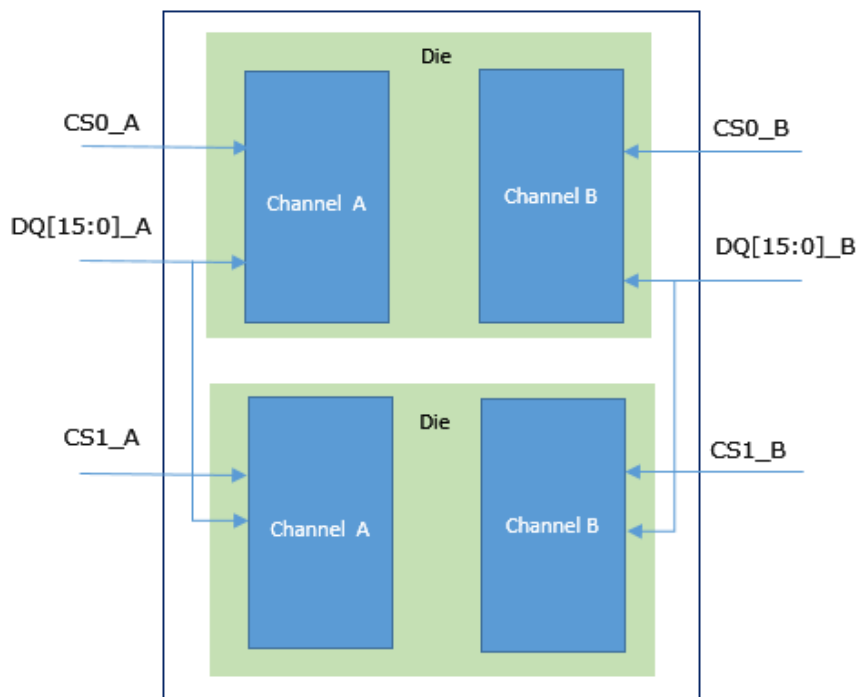 Die
CS0_A
CS0_B
Channel A
Channel B
DQ[15:0]_A
DQ[15:0]_B
Die
CS1_A
CS1_B
Channel A
Channel B